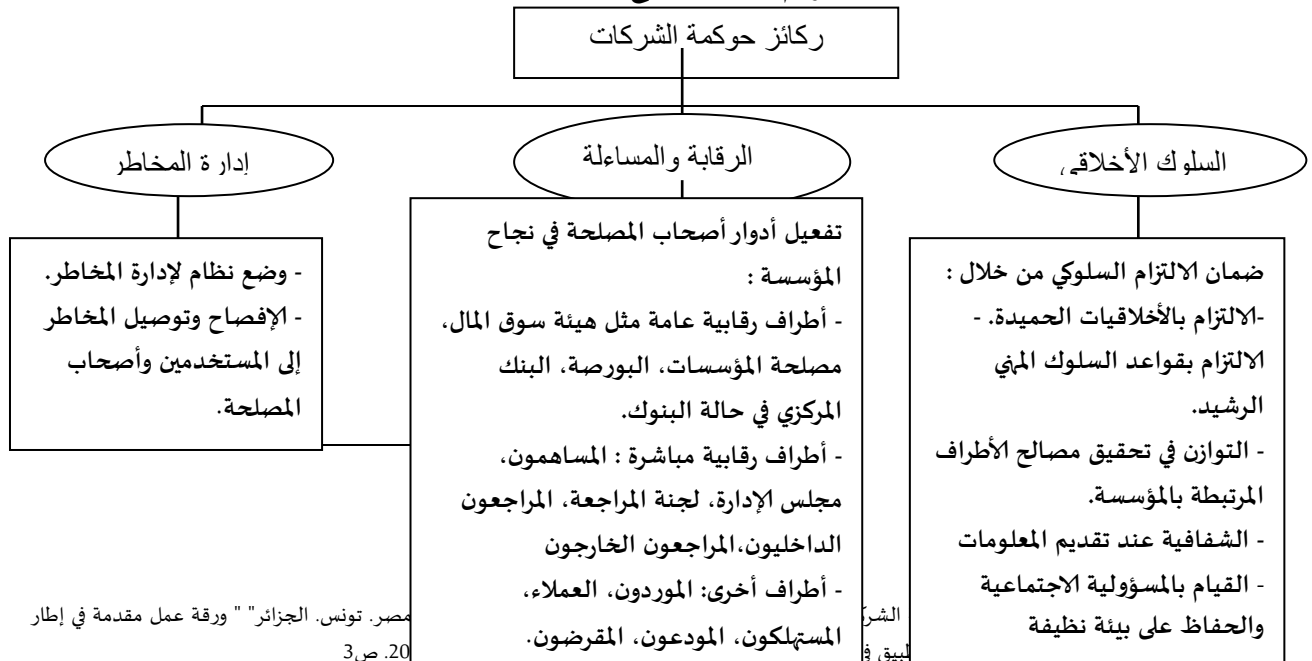 ركائز حوكمة الشركات
السلوك الأخلاقي
الرقابة والمساءلة
إدارة المخاطر
ضمان الالتزام السلوكي من خلال :
-الالتزام بالأخلاقيات الحميدة. -
الالتزام بقواعد السلوك المهني
الرشيد.
- التوازن في تحقيق مصالح الأطراف
المرتبطة بالمؤسسة.
- الشفافية عند تقديم المعلومات
- القيام بالمسؤولية الاجتماعية
والحفاظ على بيئة نظيفة
تفعيل أدوار أصحاب المصلحة في نجاح
المؤسسة :
- أطراف رقابية عامة مثل هيئة سوق المال،
مصلحة المؤسسات، البورصة، البنك
المركزي في حالة البنوك.
- أطراف رقابية مباشرة : المساهمون،
مجلس الإدارة، لجنة المراجعة، المراجعون
الداخليون،المراجعون الخارجون
- أطراف أخرى: الموردون، العملاء،
المستهلكون، المودعون، المقرضون.
- وضع نظام لإدارة المخاطر.
- الإفصاح وتوصيل المخاطر
إلى المستخدمين وأصحاب
المصلحة.
مصر. تونس. الجزائر" " ورقة عمل مقدمة في إطار
20. ص3